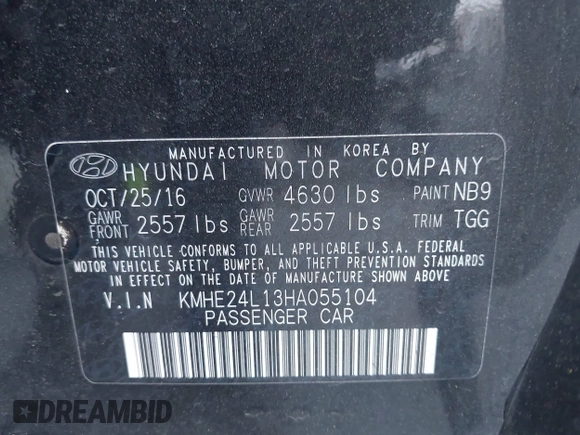 MANUFACTURED IN KOREA BY
HYUNDAI MOTOR COMPANY
OCT/25/16 GVWR 4630 lbs PAINT NB9
GAWR FRONT 2557 lbs GAWR REAR 2557 lbs TRIM TGG
THIS VEHICLE CONFORMS TO ALL APPLICABLE U.S.A. FEDERAL
MOTOR VEHICLE SAFETY, BUMPER, AND THEFT PREVENTION STANDARDS
IN EFFECT ON THE DATE OF MANUFACTURE SHOWN ABOVE.
V.I.N KMHE24L13HA055104
PASSENGER CAR
DREAMBID